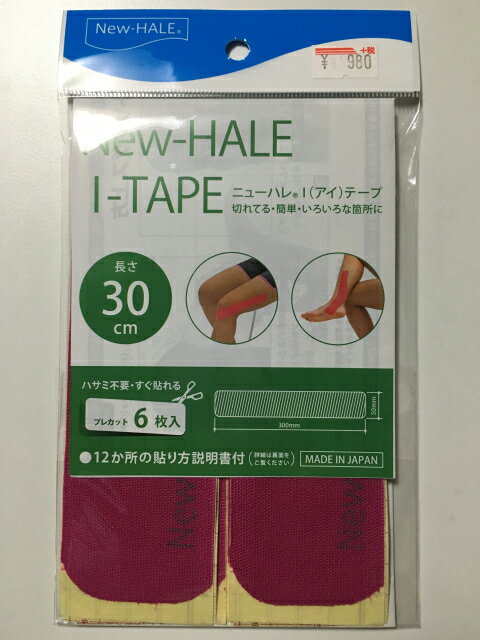 New-HALE®
+税
¥ 980
New-HALE
I-TAPE
ニューハレ® I（アイ）テープ
切れてる・簡単・いろいろな箇所に
長さ
30
cm
ハサミ不要・すぐ貼れる
プレカット 6 枚入
50mm
300mm
●12か所の貼り方説明書付（詳細は裏面をご覧ください）
MADE IN JAPAN
New
New